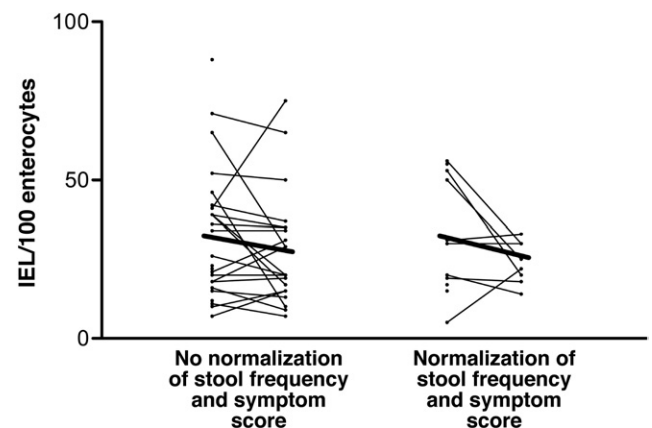 100
50
0
IEL/100 enterocytes
No normalization
of stool frequency
and symptom
score
Normalization of
stool frequency
and symptom
score